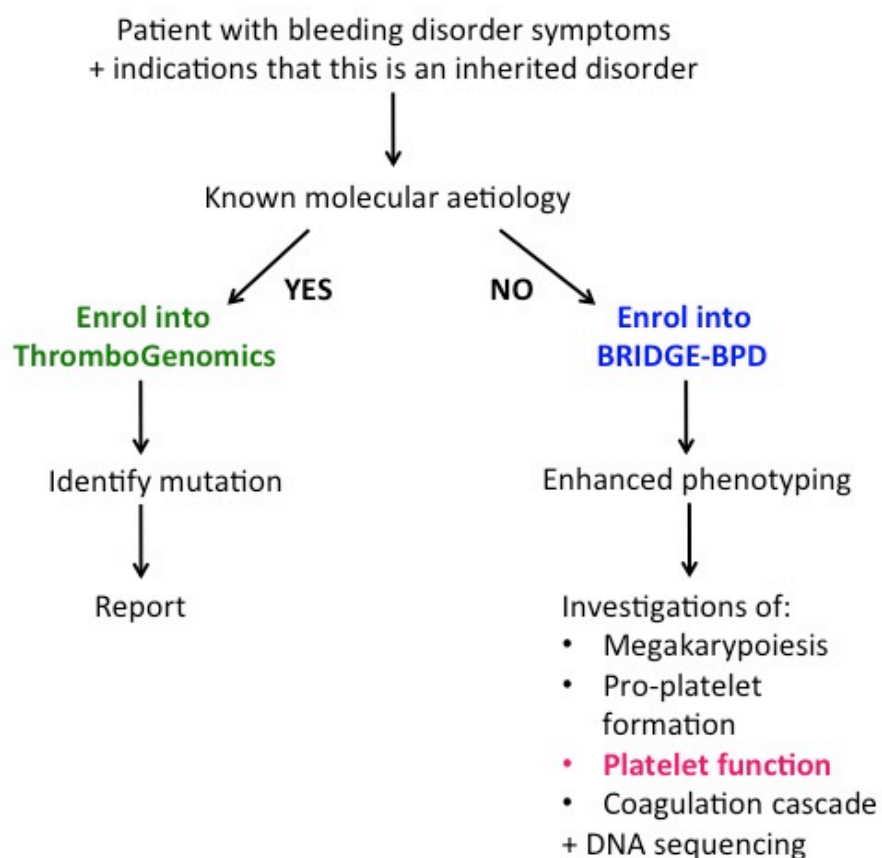 Patient with bleeding disorder symptoms
+ indications that this is an inherited disorder
Known molecular aetiology
YES
NO
Enrol into
ThromboGenomics
Enrol into
BRIDGE-BPD
Identify mutation
Enhanced phenotyping
Report
Investigations of:
• Megakarypoiesis
• Pro-platelet
formation
• Platelet function
• Coagulation cascade
+ DNA sequencing